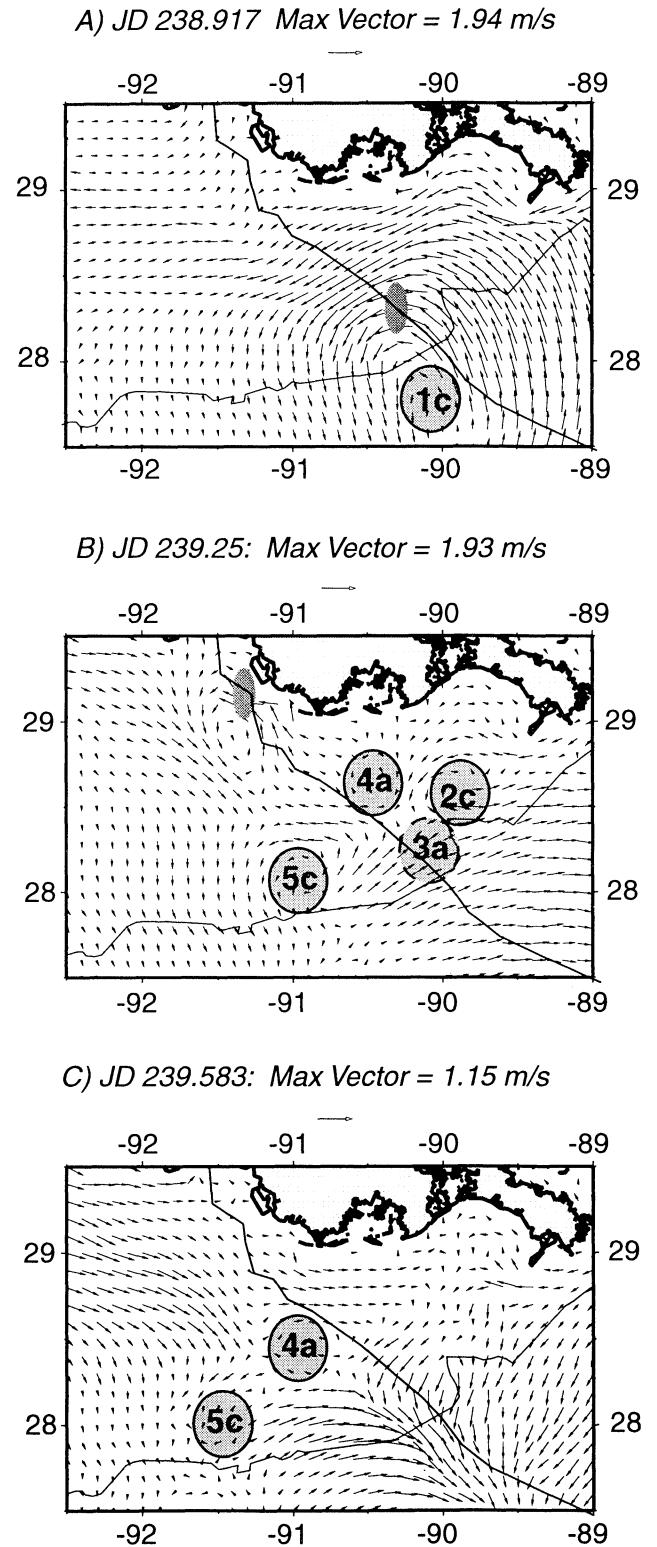 A) JD 238.917 Max Vector = 1.94 m/s
-92 -91 -90 -89
29 29
28 28
1c
-92 -91 -90 -89
B) JD 239.25: Max Vector = 1.93 m/s
-92 -91 -90 -89
29 29
4a 2c
3a
5c
28 28
-92 -91 -90 -89
C) JD 239.583: Max Vector = 1.15 m/s
-92 -91 -90 -89
29 29
4a
5c
28 28
-92 -91 -90 -89